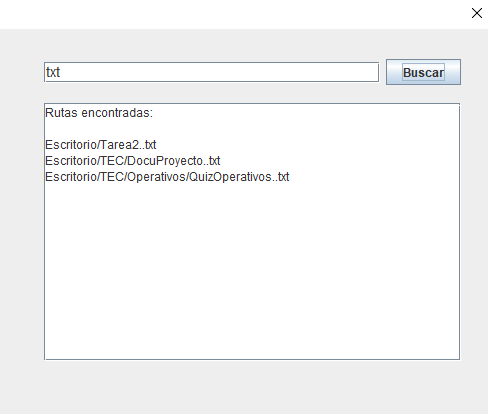 txt
Buscar
Rutas encontradas:
Escritorio/Tarea2..txt
Escritorio/TEC/DocuProyecto..txt
Escritorio/TEC/Operativos/QuizOperativos..txt